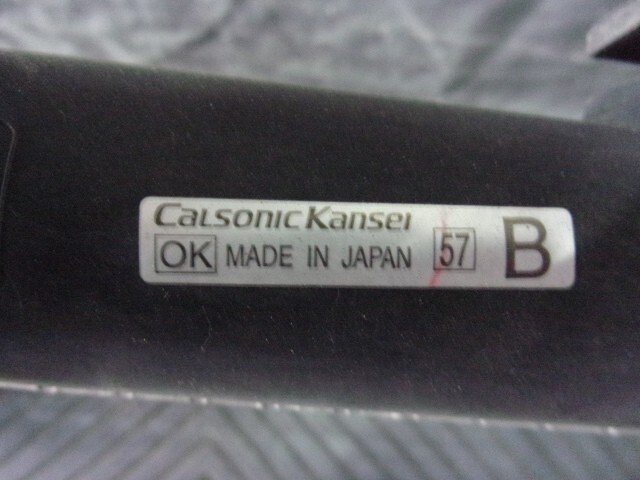 Calsonic Kansei
OK MADE IN JAPAN 57 B